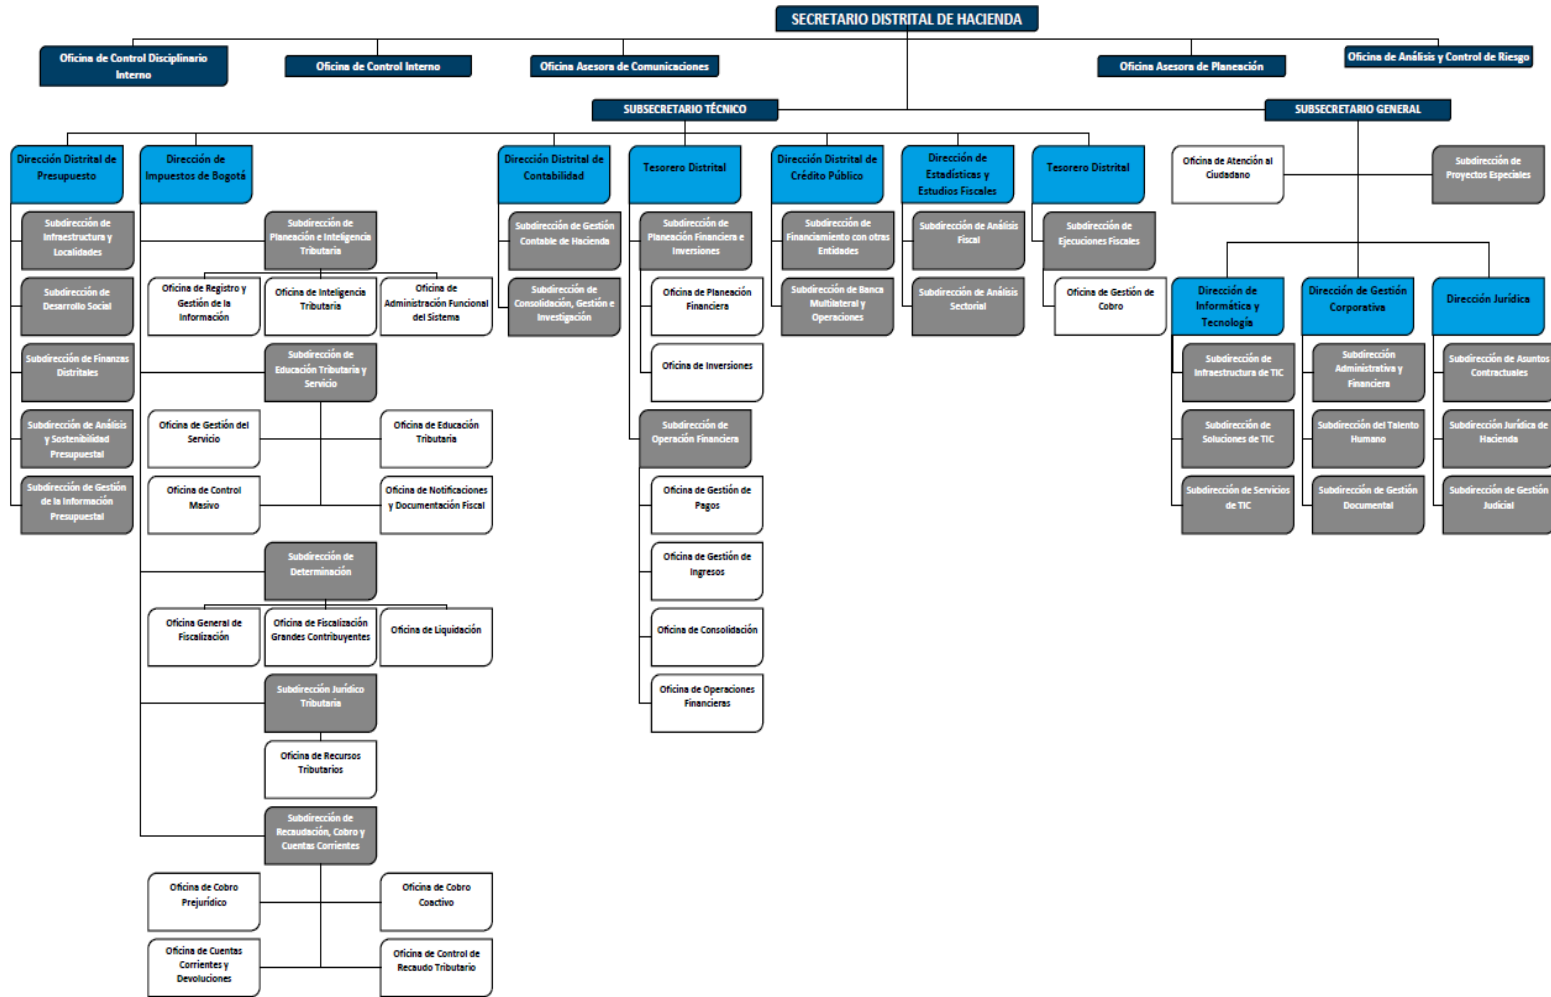 SECRETARIO DISTRITAL DE HACIENDA
Oficina de Control Disciplinario
Interno
Oficina de Control Interno
Oficina Asesora de Comunicaciones
Oficina Asesora de Planeación
Oficina de Análisis y Control de Riesgo
SUBSECRETARIO TÉCNICO
SUBSECRETARIO GENERAL
Dirección Distrital de
Presupuesto
Dirección de
Impuestos de Bogotá
Dirección Distrital de
Contabilidad
Tesorero Distrital
Dirección Distrital de
Crédito Público
Dirección de
Estadísticas y
Estudios Fiscales
Tesorero Distrital
Oficina de Atención al
Ciudadano
Subdirección de
Proyectos Especiales
Subdirección de
Infraestructura y
Localidades
Subdirección de
Desarrollo Social
Subdirección de Finanzas
Distritales
Subdirección de Análisis
y Sostenibilidad
Presupuestal
Subdirección de Gestión
de la Información
Presupuestal
Subdirección de
Planeación e Inteligencia
Tributaria
Oficina de Registro y
Gestión de la
Información
Oficina de Inteligencia
Tributaria
Oficina de
Administración Funcional
del Sistema
Subdirección de
Educación Tributaria y
Servicio
Oficina de Gestión del
Servicio
Oficina de Educación
Tributaria
Oficina de Control
Masivo
Oficina de Notificaciones
y Documentación Fiscal
Subdirección de
Determinación
Oficina General de
Fiscalización
Oficina de Fiscalización
Grandes Contribuyentes
Oficina de Liquidación
Subdirección Jurídico
Tributaria
Oficina de Recursos
Tributarios
Subdirección de
Recaudación, Cobro y
Cuentas Corrientes
Oficina de Cobro
Prejurídico
Oficina de Cobro
Coactivo
Oficina de Cuentas
Corrientes y
Devoluciones
Oficina de Control de
Recaudo Tributario
Subdirección de Gestión
Contable de Hacienda
Subdirección de
Consolidación, Gestión e
Investigación
Subdirección de
Planeación Financiera e
Inversiones
Oficina de Planeación
Financiera
Oficina de Inversiones
Subdirección de
Operación Financiera
Oficina de Gestión de
Pagos
Oficina de Gestión de
Ingresos
Oficina de Consolidación
Oficina de Operaciones
Financieras
Subdirección de
Financiamiento con otras
Entidades
Subdirección de Banca
Multilateral y
Operaciones
Subdirección de Análisis
Fiscal
Subdirección de Análisis
Sectorial
Subdirección de
Ejecuciones Fiscales
Oficina de Gestión de
Cobro
Dirección de
Informática y
Tecnología
Dirección de Gestión
Corporativa
Dirección Jurídica
Subdirección de
Infraestructura de TIC
Subdirección de
Soluciones de TIC
Subdirección de Servicios
de TIC
Subdirección
Administrativa y
Financiera
Subdirección del Talento
Humano
Subdirección de Gestión
Documental
Subdirección de Asuntos
Contractuales
Subdirección Jurídica de
Hacienda
Subdirección de Gestión
Judicial